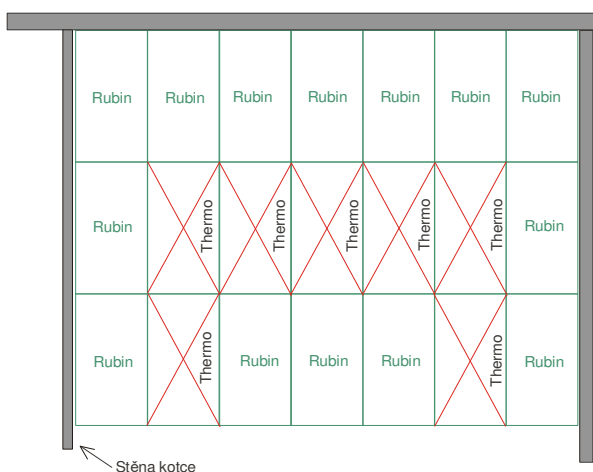 Rubin Rubin Rubin Rubin Rubin Rubin Rubin
Rubin Thermo Thermo Thermo Thermo Thermo Rubin
Rubin Thermo Rubin Rubin Rubin Thermo Rubin
Stěna kotce